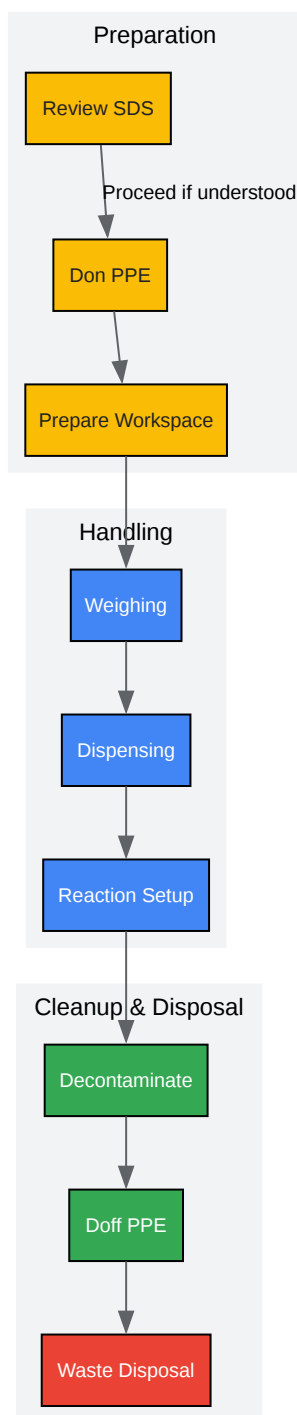 Preparation
Review SDS
Proceed if understood
Don PPE
Prepare Workspace
Handling
Weighing
Dispensing
Reaction Setup
Cleanup & Disposal
Decontaminate
Doff PPE
Waste Disposal